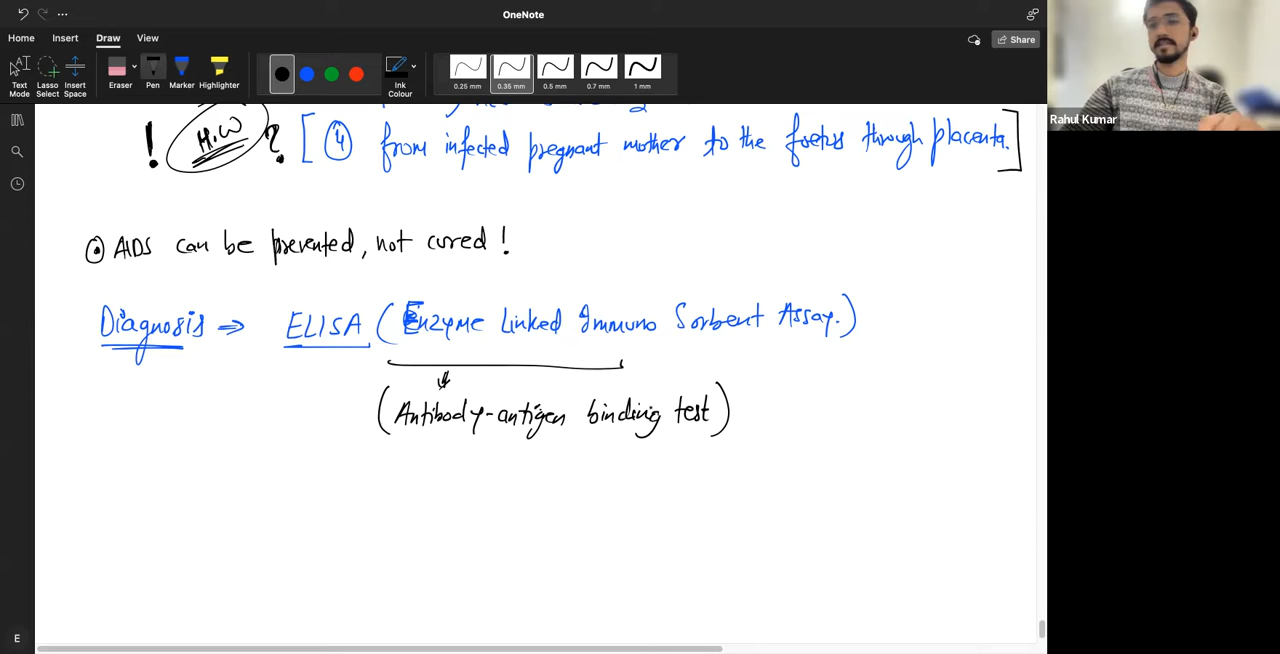 OneNote
Home Insert Draw View
Share
Text Mode
Lasso Select
Insert Space
Eraser
Pen
Marker
Highlighter
Ink Colour
0.25 mm
0.35 mm
0.5 mm
0.7 mm
1 mm
Rahul Kumar
! H.W ? [ ④ from infected pregnant mother to the foetus through placenta. ]
⊙ AIDS can be prevented, not cured !
Diagnosis ⇒ ELISA ( Enzyme Linked Immuno Sorbent Assay. )
( Antibody-antigen binding test )
E